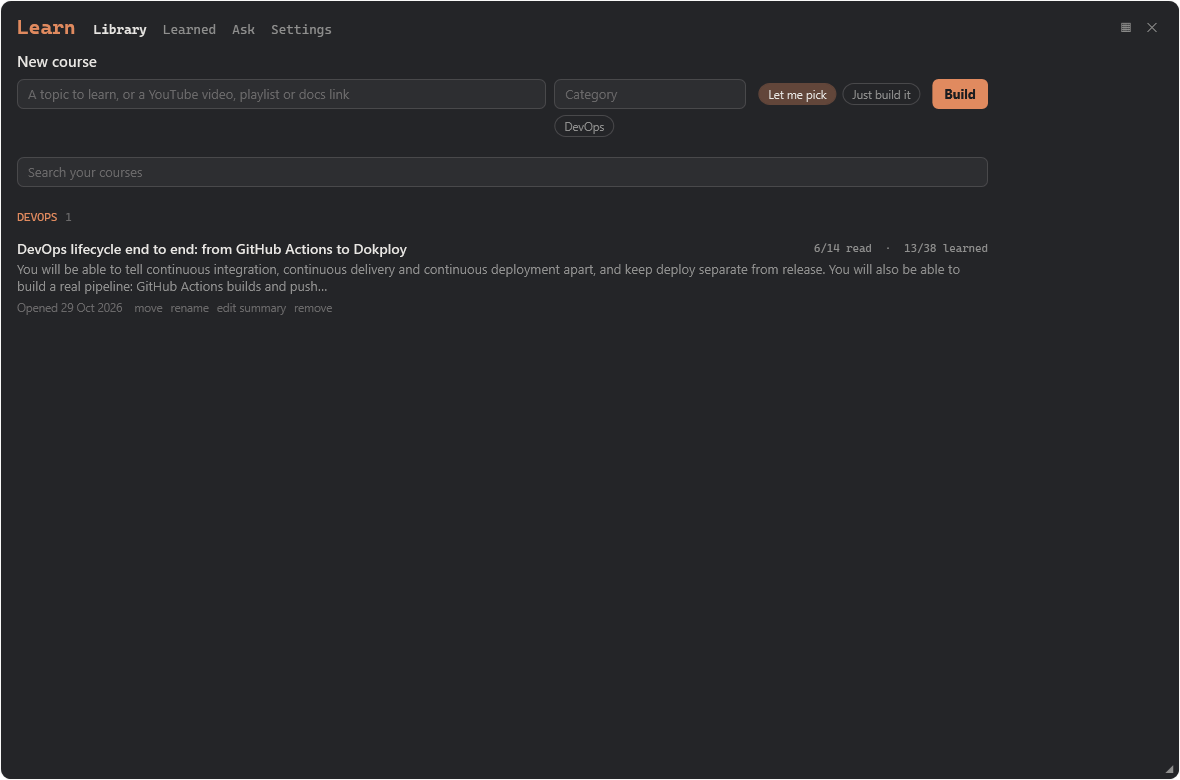 Learn Library Learned Ask Settings
New course
A topic to learn, or a YouTube video, playlist or docs link Category Let me pick Just build it Build
DevOps
Search your courses
DEVOPS 1
DevOps lifecycle end to end: from GitHub Actions to Dokploy 6/14 read · 13/38 learned
You will be able to tell continuous integration, continuous delivery and continuous deployment apart, and keep deploy separate from release. You will also be able to
build a real pipeline: GitHub Actions builds and push...
Opened 29 Oct 2026 move rename edit summary remove